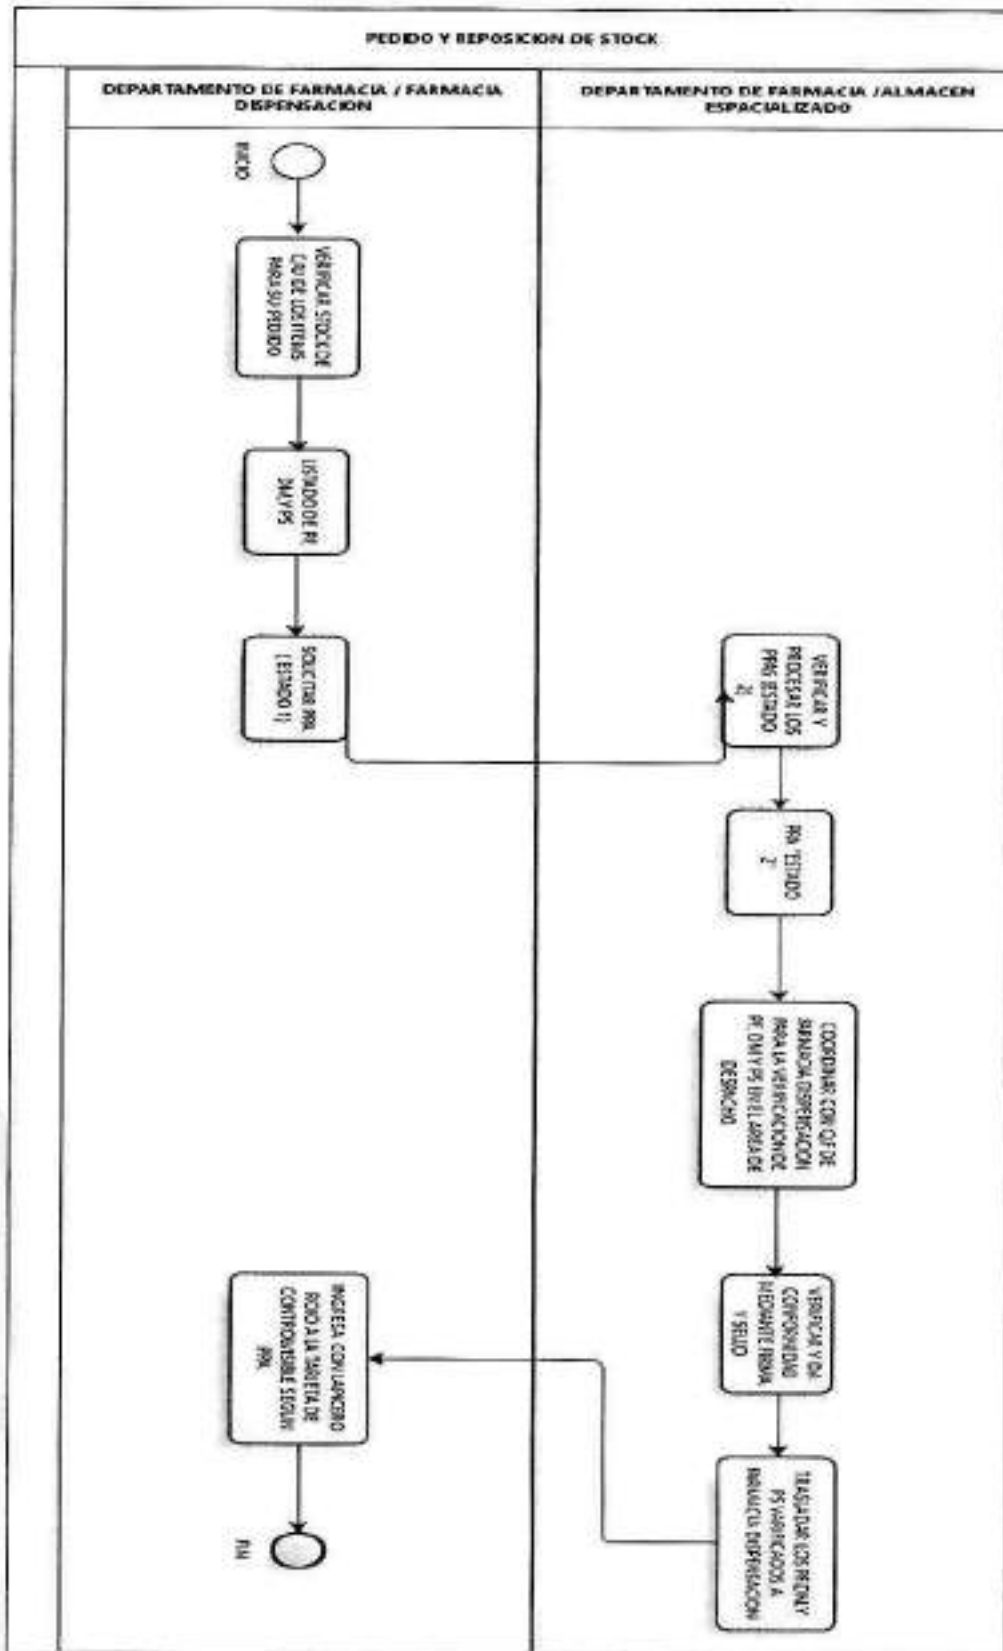 PEDIDO Y REPOSICION DE STOCK
DEPARTAMENTO DE FARMACIA / FARMACIA
DISPENSACION
DEPARTAMENTO DE FARMACIA /ALMACEN
ESPACIALIZADO
INICIO
VERIFICAR STOCK DE
DE LOS ITEMS
PARA SU PEDIDO
LISTADO DE PF,
DM, Y PS
SOLICITAR PPA
( ESTADO 1)
VERIFICAR Y
PROCESAR LOS
PPAS (ESTADO
2).
PPA "ESTADO
2"
COORDINAR CON QF DE
FARMACIA DISPENSACION
PARA LA VERIFICACION DE
PF, DM Y PS EN EL AREA DE
DESPACHO
VERIFICAR Y DA
CONFORMIDAD
MEDIANTE FIRMA
Y SELLO
TRASLADAR LOS PF,DM,Y
PS VARIFICADOS A
FARMACIA DISPENSACION
INGRESA CON LAPICERO
ROJO A LA TARJETA DE
CONTROL VISIBLE SEGUN
PPA
FIN